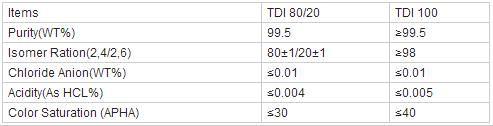 Items TDI 80/20 TDI 100
Purity(WT%) 99.5 ≥99.5
Isomer Ration(2,4/2,6) 80±1/20±1 ≥98
Chloride Anion(WT%) ≤0.01 ≤0.01
Acidity(As HCL%) ≤0.004 ≤0.005
Color Saturation (APHA) ≤30 ≤40